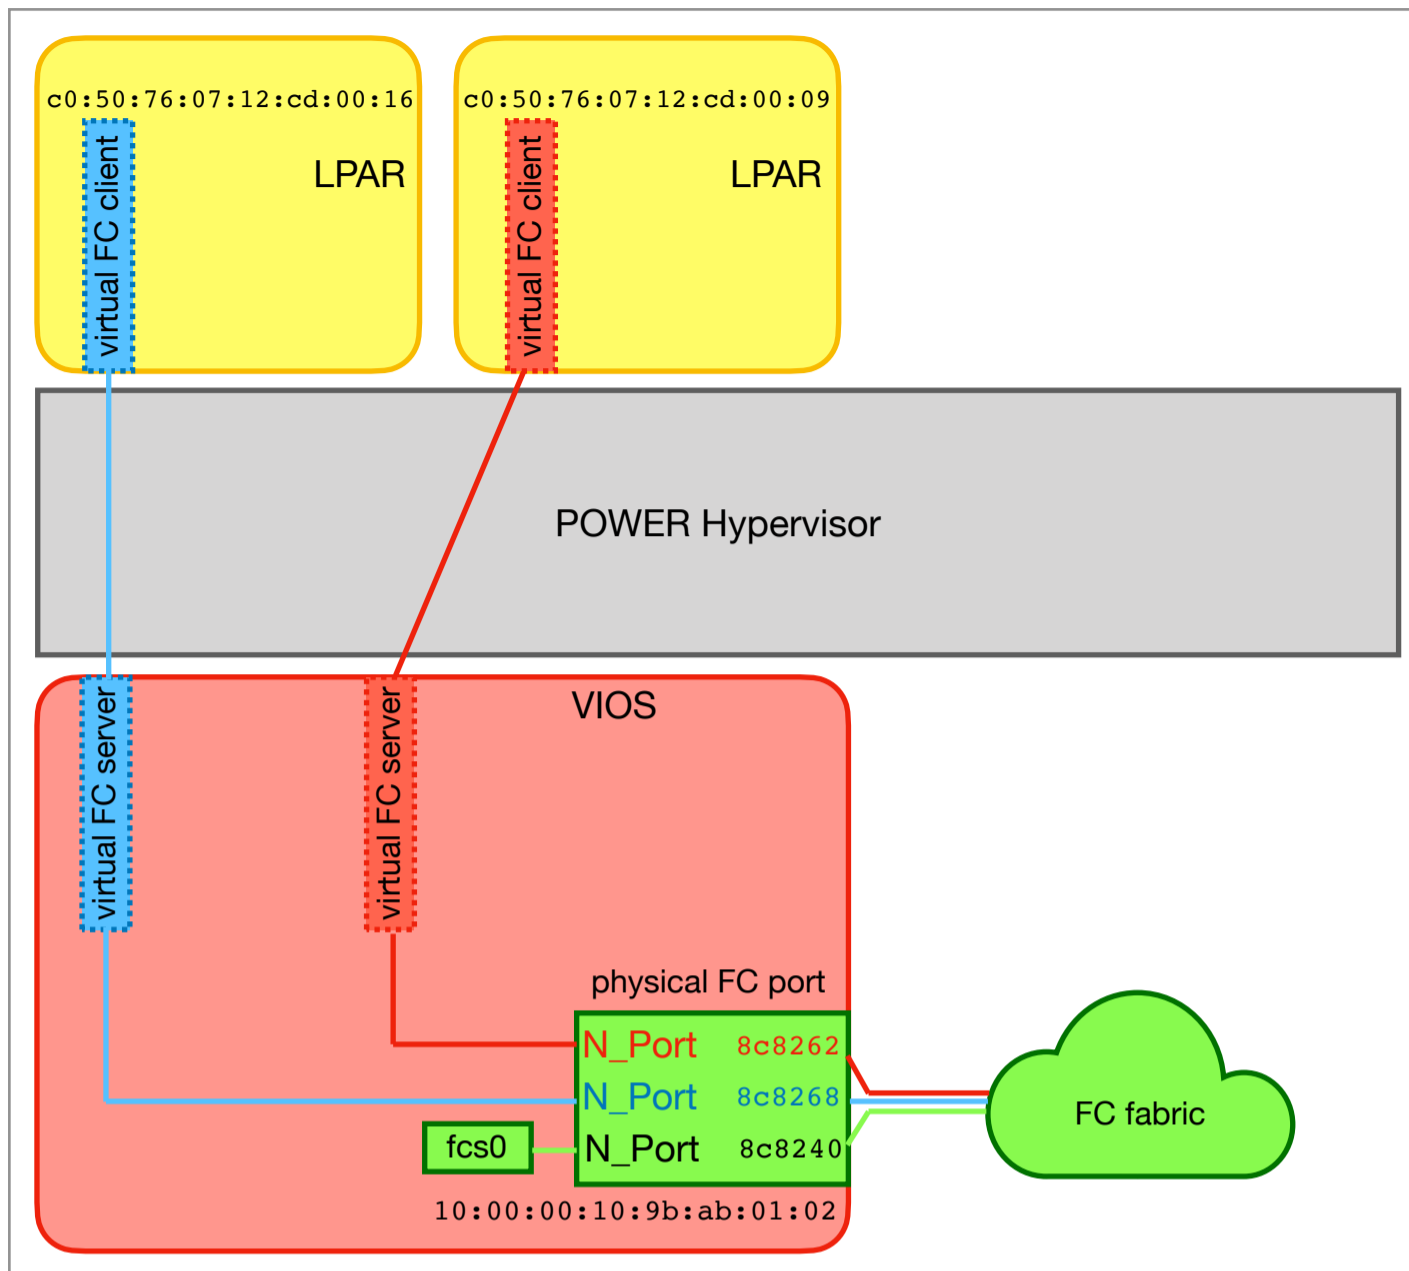 c0:50:76:07:12:cd:00:16
c0:50:76:07:12:cd:00:09
virtual FC client
LPAR
virtual FC client
LPAR
POWER Hypervisor
VIOS
virtual FC server
virtual FC server
physical FC port
N_Port 8c8262
N_Port 8c8268
N_Port 8c8240
fcs0
FC fabric
10:00:00:10:9b:ab:01:02